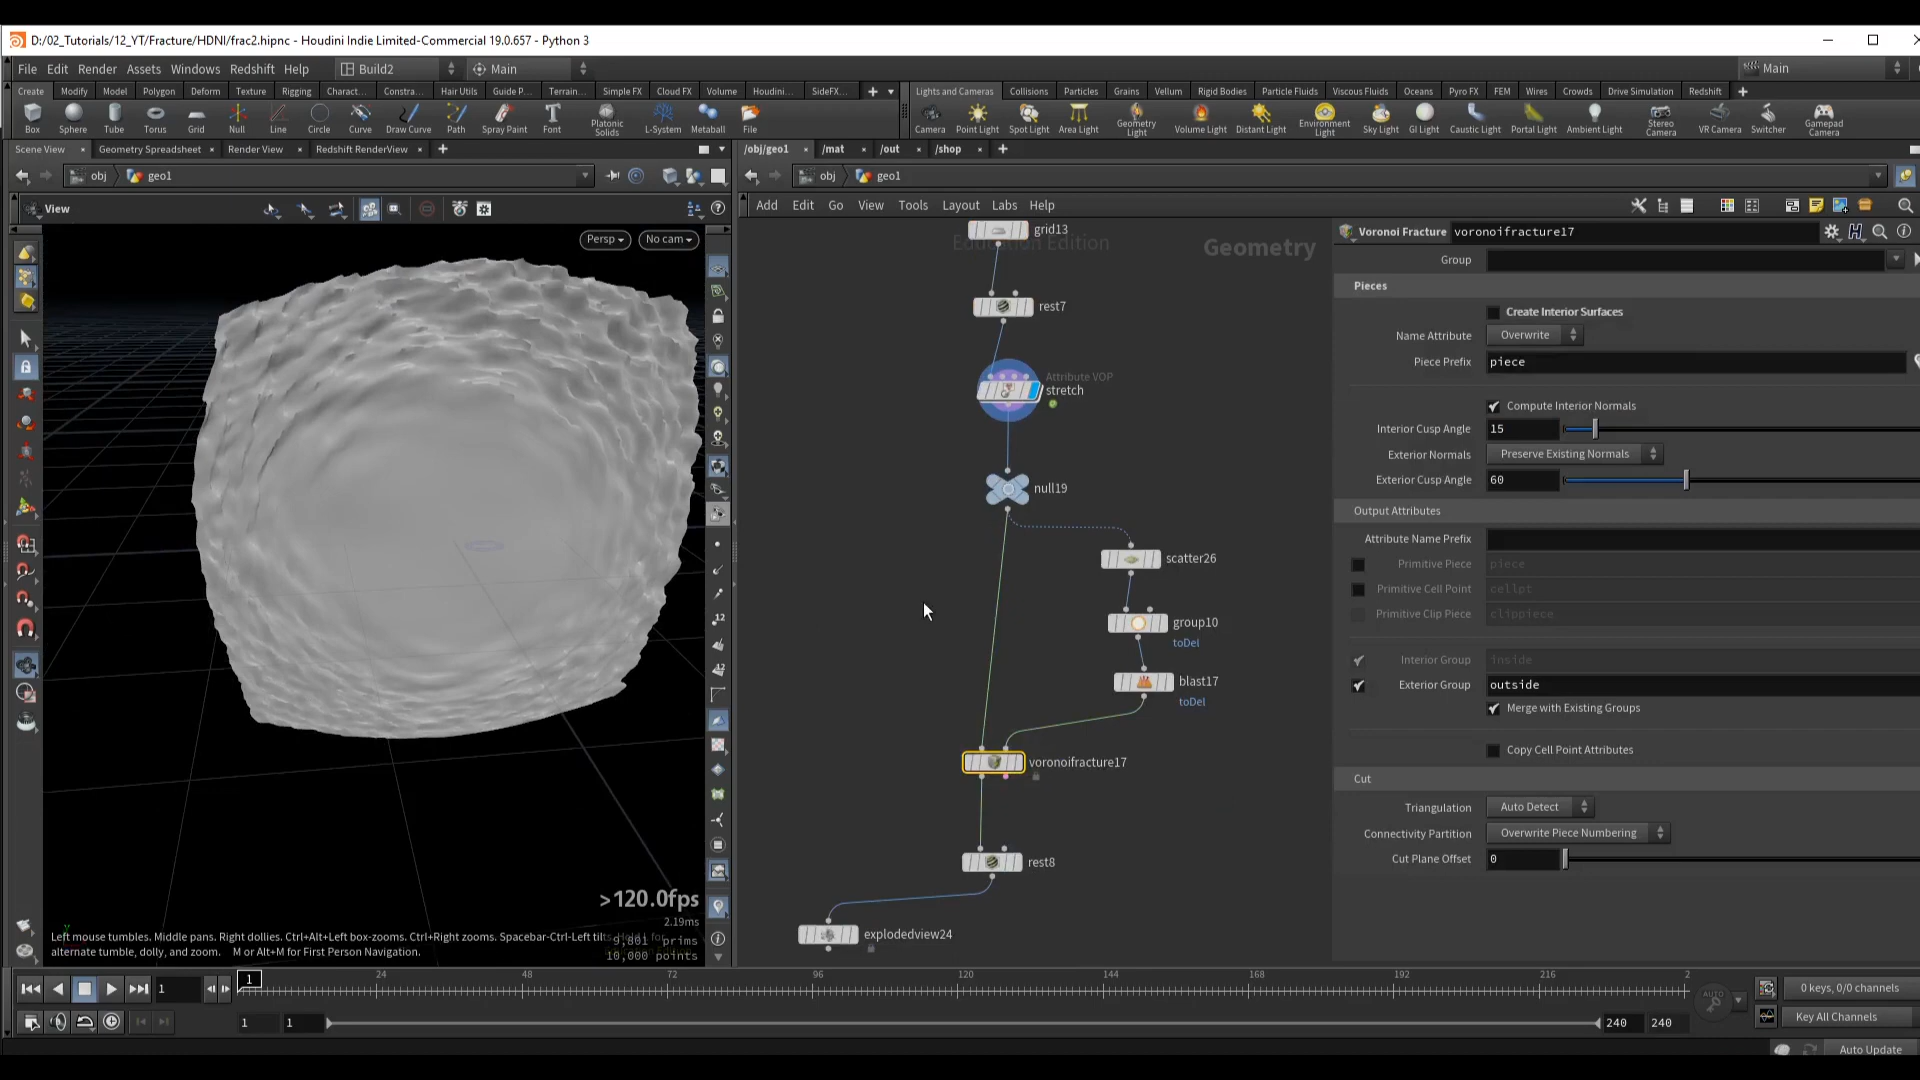 D:/02_Tutorials/12_YT/Fracture/HDNI/frac2.hipnc - Houdini Indie Limited-Commercial 19.0.657 - Python 3
File Edit Render Assets Windows Redshift Help Build2 Main Main
Create Modify Model Polygon Deform Texture Rigging Charact... Constra... Hair Utils Guide P... Terrain... Simple FX Cloud FX Volume Houdini... SideFX...
Lights and Cameras Collisions Particles Grains Vellum Rigid Bodies Particle Fluids Viscous Fluids Oceans Pyro FX FEM Wires Crowds Drive Simulation Redshift
Box Sphere Tube Torus Grid Null Line Circle Curve Draw Curve Path Spray Paint Font Platonic Solids L-System Metaball File
Camera Point Light Spot Light Area Light Geometry Light Volume Light Distant Light Environment Light Sky Light GI Light Caustic Light Portal Light Ambient Light Stereo Camera VR Camera Switcher Gamepad Camera
Scene View Geometry Spreadsheet Render View Redshift RenderView
/obj/geo1 /mat /out /shop
obj geo1
obj geo1
View
Add Edit Go View Tools Layout Labs Help
Persp No cam
Education Edition
Geometry
grid13
rest7
Attribute VOP
stretch
null19
scatter26
group10
toDel
blast17
toDel
voronoifracture17
rest8
explodedview24
Voronoi Fracture voronoifracture17
Group
Pieces
Create Interior Surfaces
Name Attribute Overwrite
Piece Prefix piece
Compute Interior Normals
Interior Cusp Angle 15
Exterior Normals Preserve Existing Normals
Exterior Cusp Angle 60
Output Attributes
Attribute Name Prefix
Primitive Piece piece
Primitive Cell Point cellpt
Primitive Clip Piece clippiece
Interior Group inside
Exterior Group outside
Merge with Existing Groups
Copy Cell Point Attributes
Cut
Triangulation Auto Detect
Connectivity Partition Overwrite Piece Numbering
Cut Plane Offset 0
>120.0fps
2.19ms
9,801 prims
10,000 points
Left mouse tumbles. Middle pans. Right dollies. Ctrl+Alt+Left box-zooms. Ctrl+Right zooms. Spacebar-Ctrl-Left tilts. Hold L for
alternate tumble, dolly, and zoom. M or Alt+M for First Person Navigation.
1 1 24 48 72 96 120 144 168 192 216 2
0 keys, 0/0 channels
1 1 240 240
Key All Channels
AUTO
Auto Update